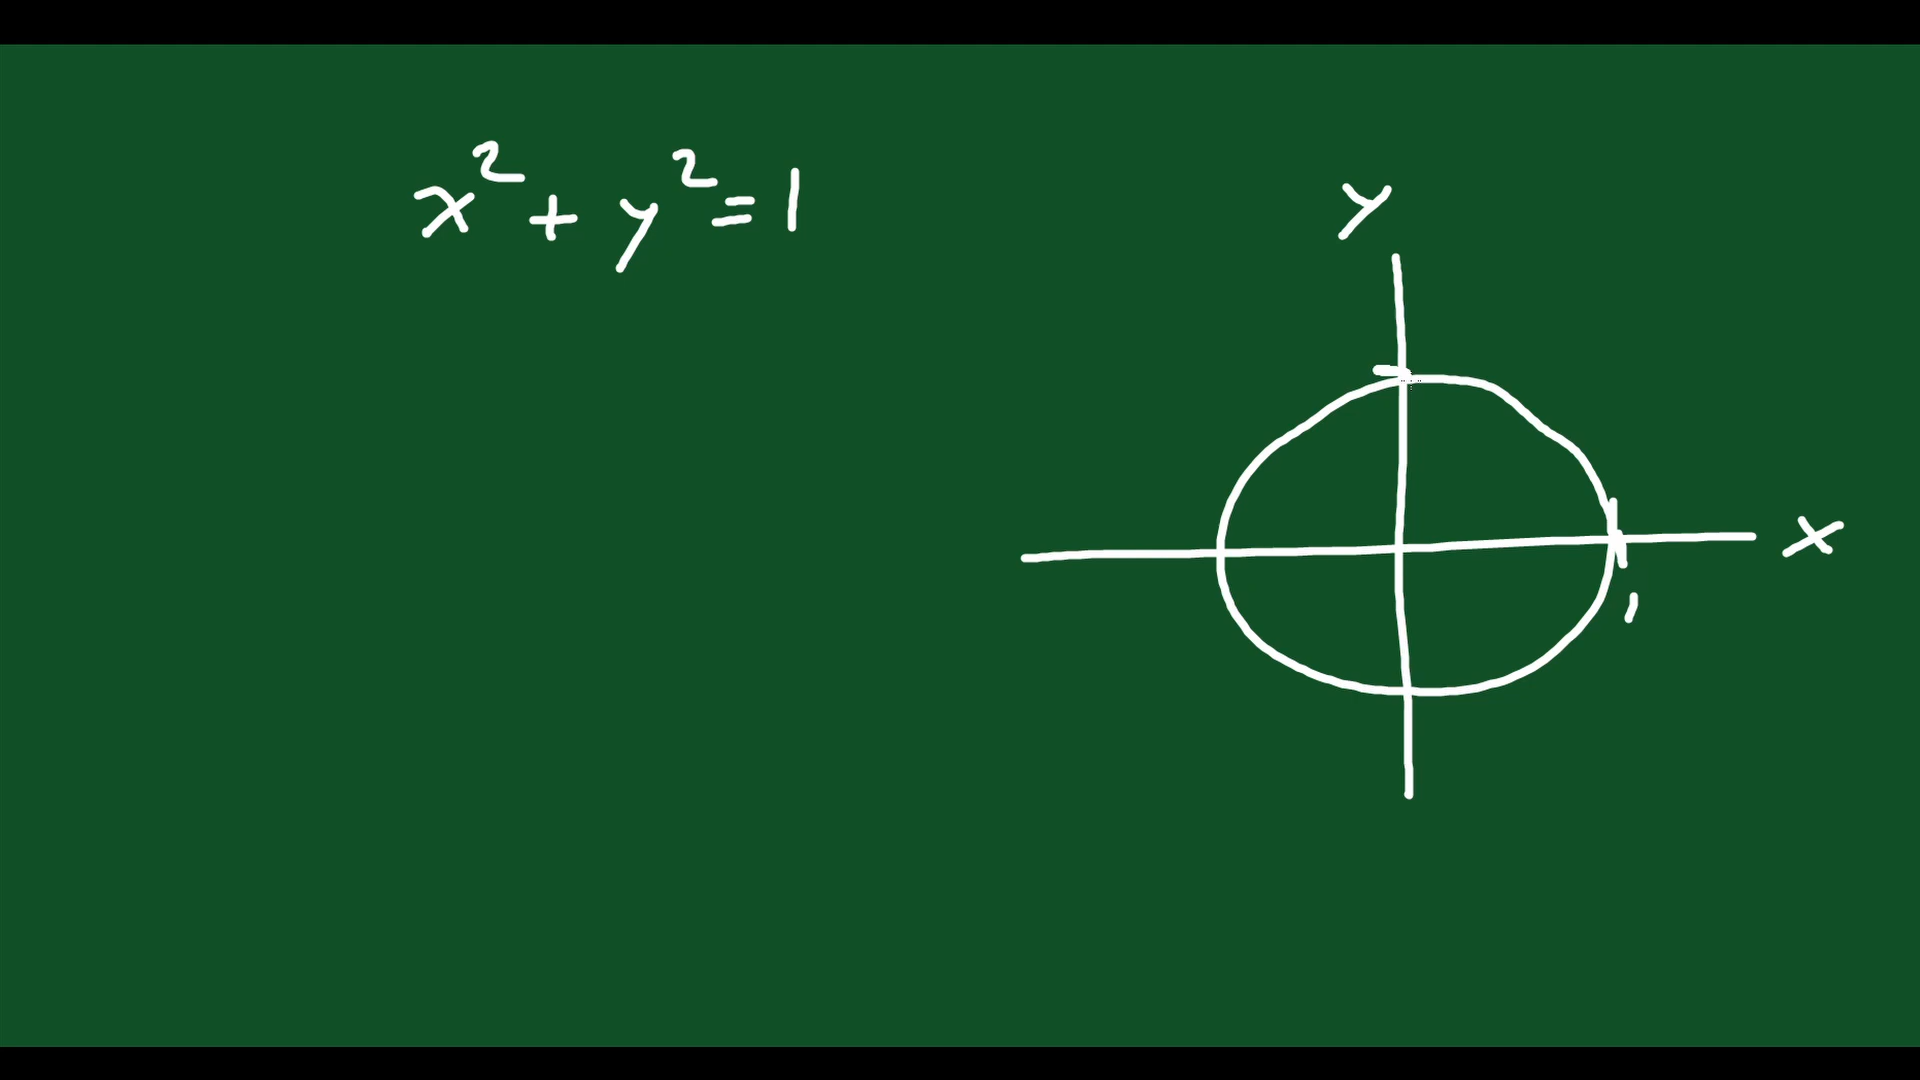 x² + y² = 1
y
x
1